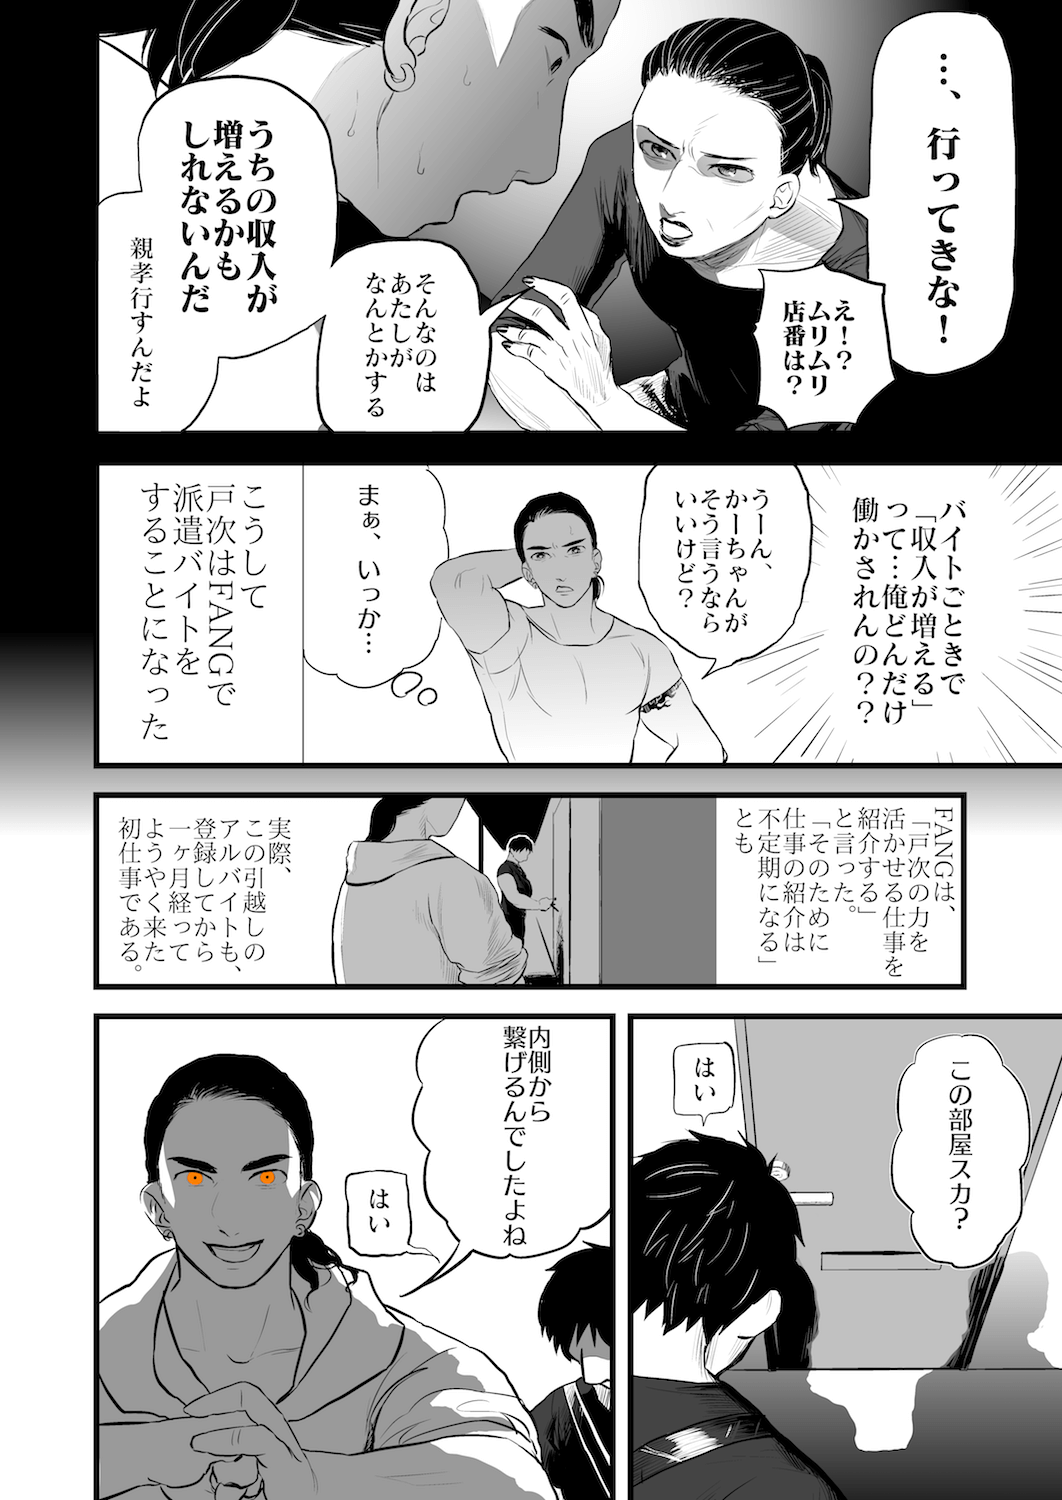 …、行ってきな！
え！？
ムリムリ
店番は？
そんなのは
あたしが
なんとかする
うちの収入が
増えるかも
しれないんだ
親孝行すんだよ
バイトごときで
「収入が増える」
って…俺どんだけ
働かされんの？？
うーん、
かーちゃんが
そう言うなら
いいけど？
まぁ、いっか…
こうして
戸次はFANGで
派遣バイトを
することになった
FANGは、
「戸次の力を
活かせる仕事を
紹介する」
と言った。
「そのために
仕事の紹介は
不定期になる」
とも
実際、
この引越しの
アルバイトも、
登録してから
一ヶ月経って
ようやく来た
初仕事である。
この部屋スカ？
はい
内側から
繋げるんでしたよね
はい